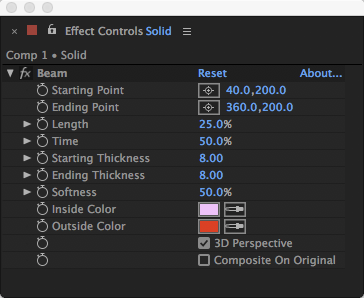 Effect Controls Solid
Comp 1 • Solid
fx Beam Reset About...
Starting Point 40.0,200.0
Ending Point 360.0,200.0
Length 25.0%
Time 50.0%
Starting Thickness 8.00
Ending Thickness 8.00
Softness 50.0%
Inside Color
Outside Color
3D Perspective
Composite On Original